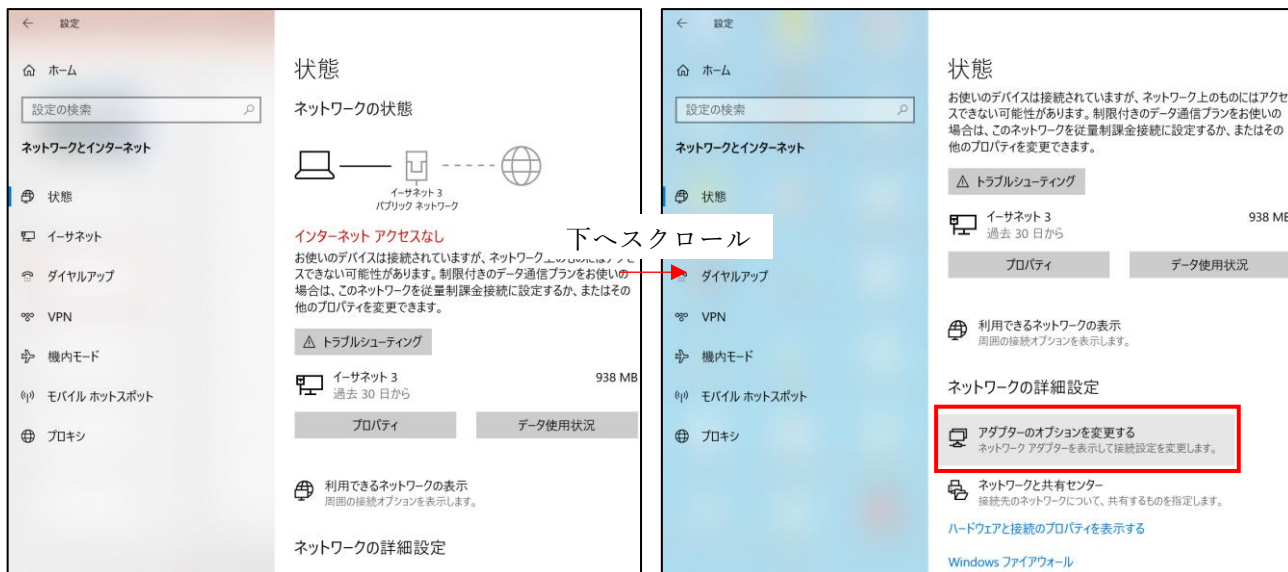 設定
ホーム
設定の検索
ネットワークとインターネット
状態
イーサネット
ダイヤルアップ
VPN
機内モード
モバイル ホットスポット
プロキシ
状態
ネットワークの状態
イーサネット 3
パブリック ネットワーク
インターネット アクセスなし
お使いのデバイスは接続されていますが、ネットワーク上のものにはアクセ
スできない可能性があります。制限付きのデータ通信プランをお使いの
場合は、このネットワークを従量制課金接続に設定するか、またはその
他のプロパティを変更できます。
トラブルシューティング
イーサネット 3
938 MB
過去 30 日から
プロパティ
データ使用状況
利用できるネットワークの表示
周囲の接続オプションを表示します。
ネットワークの詳細設定
下へスクロール
設定
ホーム
設定の検索
ネットワークとインターネット
状態
ダイヤルアップ
VPN
機内モード
モバイル ホットスポット
プロキシ
状態
お使いのデバイスは接続されていますが、ネットワーク上のものにはアクセ
スできない可能性があります。制限付きのデータ通信プランをお使いの
場合は、このネットワークを従量制課金接続に設定するか、またはその
他のプロパティを変更できます。
トラブルシューティング
イーサネット 3
938 MB
過去 30 日から
プロパティ
データ使用状況
利用できるネットワークの表示
周囲の接続オプションを表示します。
ネットワークの詳細設定
アダプターのオプションを変更する
ネットワーク アダプターを表示して接続設定を変更します。
ネットワークと共有センター
接続先のネットワークについて、共有するものを指定します。
ハードウェアと接続のプロパティを表示する
Windows ファイアウォール